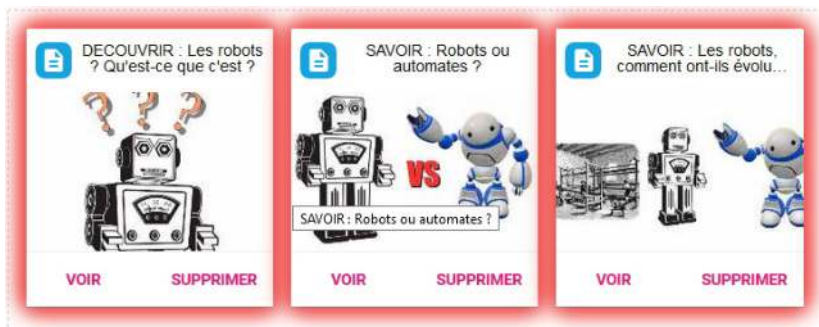 DECOUVRIR : Les robots
? Qu'est-ce que c'est ?
SAVOIR : Robots ou
automates ?
SAVOIR : Les robots,
comment ont-ils évolu...
? ? ?
VS
SAVOIR : Robots ou automates ?
VOIR SUPPRIMER
VOIR SUPPRIMER
VOIR SUPPRIMER